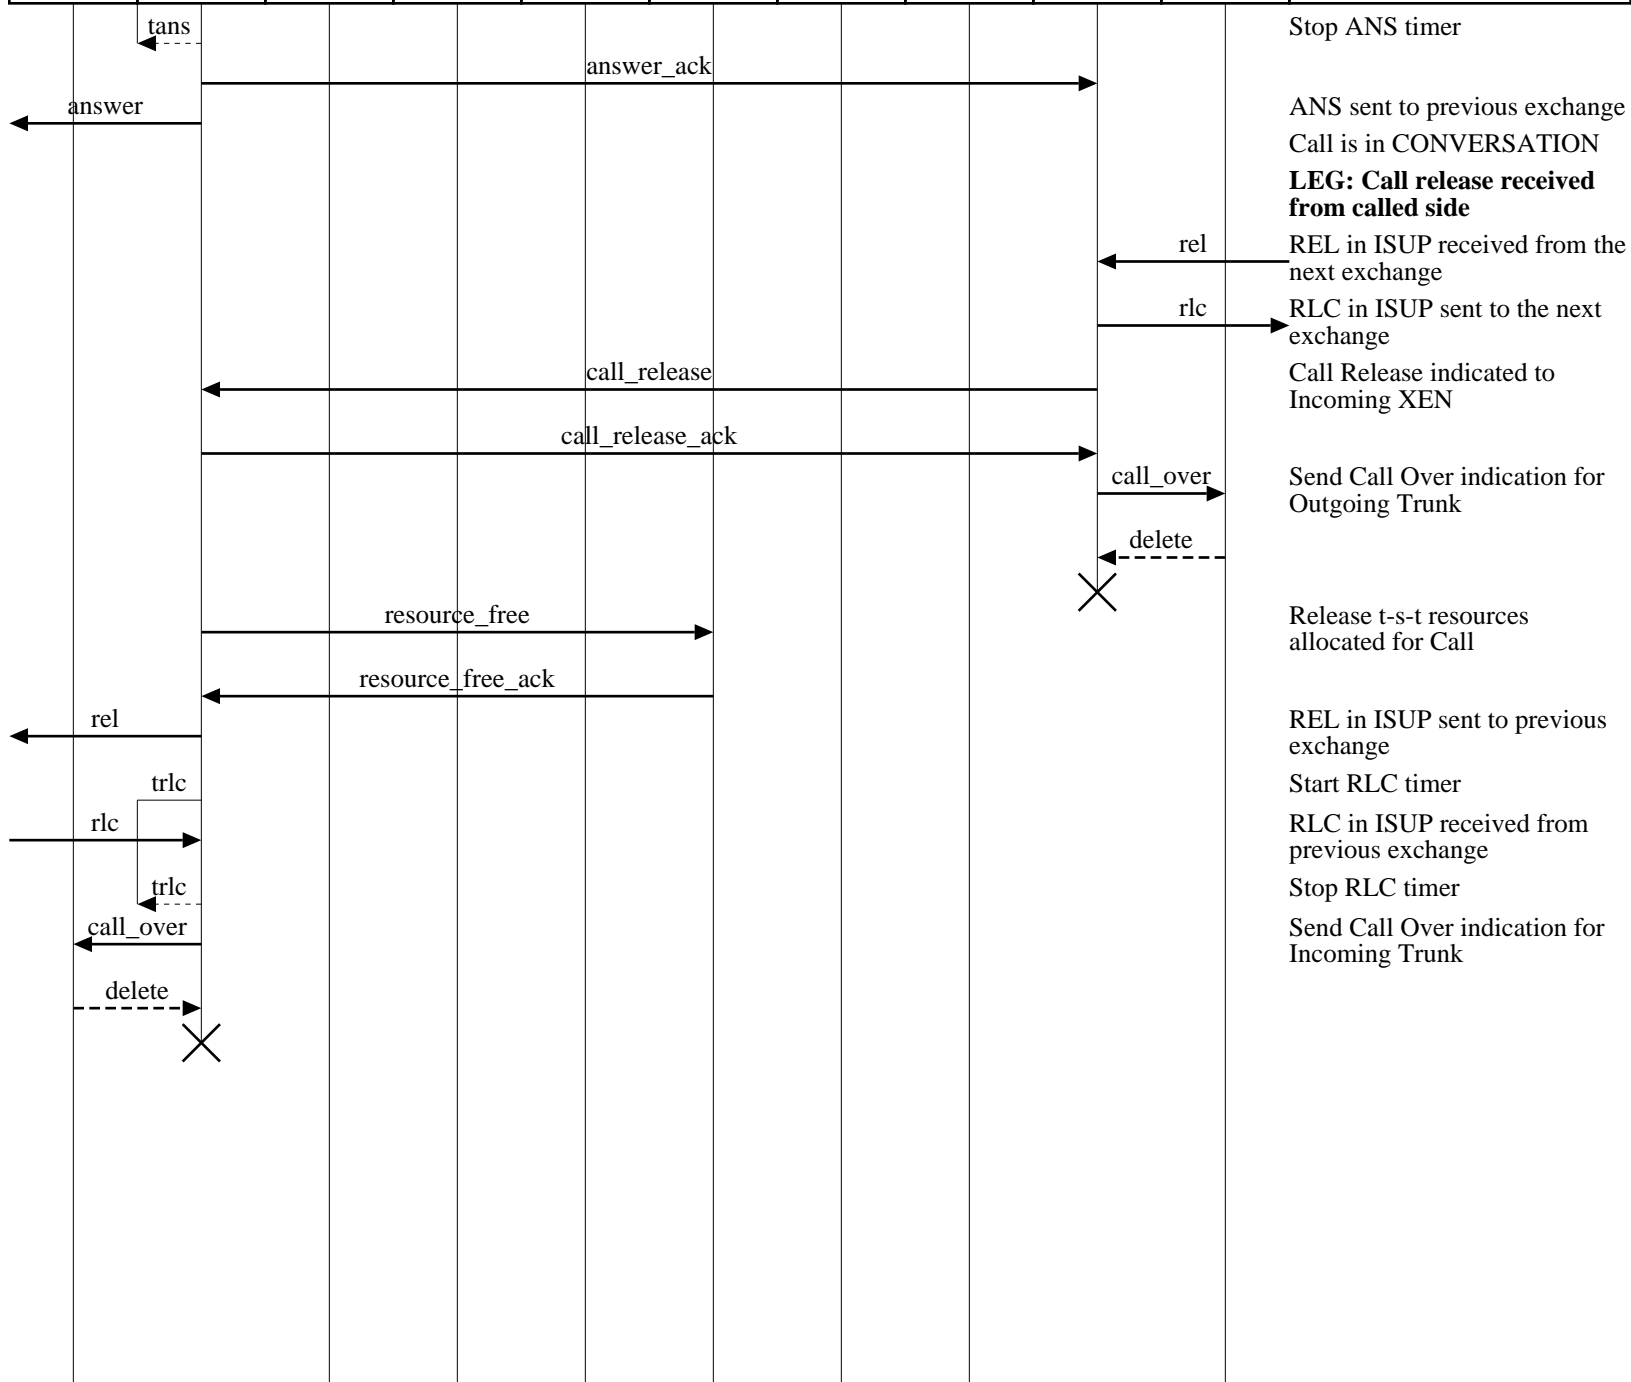 tans
Stop ANS timer
answer_ack
answer
ANS sent to previous exchange
Call is in CONVERSATION
LEG: Call release received
from called side
rel
REL in ISUP received from the
next exchange
rlc
RLC in ISUP sent to the next
exchange
call_release
Call Release indicated to
Incoming XEN
call_release_ack
call_over
Send Call Over indication for
Outgoing Trunk
delete
resource_free
Release t-s-t resources
allocated for Call
resource_free_ack
rel
REL in ISUP sent to previous
exchange
trlc
Start RLC timer
rlc
RLC in ISUP received from
previous exchange
trlc
Stop RLC timer
call_over
Send Call Over indication for
Incoming Trunk
delete